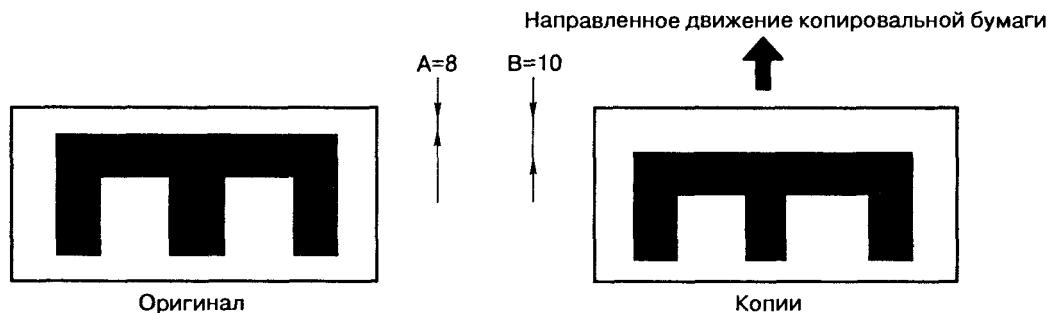 Направленное движение копировальной бумаги
A=8
B=10
Оригинал
Копии